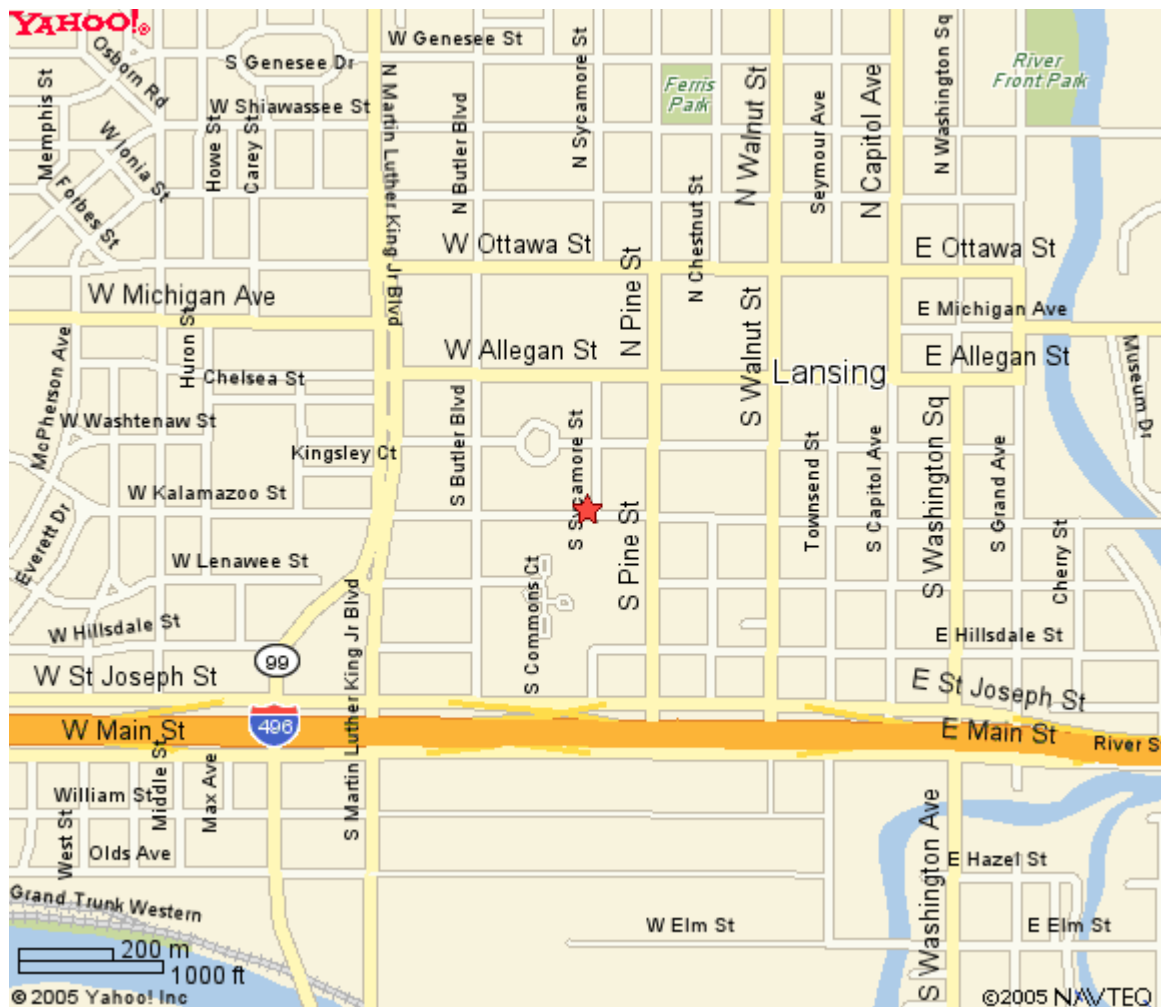 YAHOO!®
W Genesee St
N Sycamore St
Osborn Rd
S Genesee Dr
Memphis St
W Shiawassee St
N Martin Luther King Jr Blvd
N Butler Blvd
Ferris
Park
N Walnut St
Seymour Ave
N Capitol Ave
N Washington Sq
River
Front Park
W Ionia St
Howe St
Carey St
Forbes St
N Chestnut St
W Ottawa St
E Ottawa St
N Pine St
W Michigan Ave
E Michigan Ave
Huron St
S Walnut St
McPherson Ave
W Allegan St
E Allegan St
Museum Dr
Chelsea St
Lansing
W Washtenaw St
S Butler Blvd
S Sycamore St
Kingsley Ct
Townsend St
S Capitol Ave
S Washington Sq
S Grand Ave
W Kalamazoo St
Everett Dr
S Pine St
W Lenawee St
S Commons Ct
Cherry St
W Hillsdale St
E Hillsdale St
S Martin Luther King Jr Blvd
99
W St Joseph St
E St Joseph St
496
W Main St
E Main St
River S
Middle St
Max Ave
William St
West St
Olds Ave
S Washington Ave
E Hazel St
Grand Trunk Western
W Elm St
E Elm St
200 m
1000 ft
© 2005 Yahoo! Inc
©2005 NAVTEQ